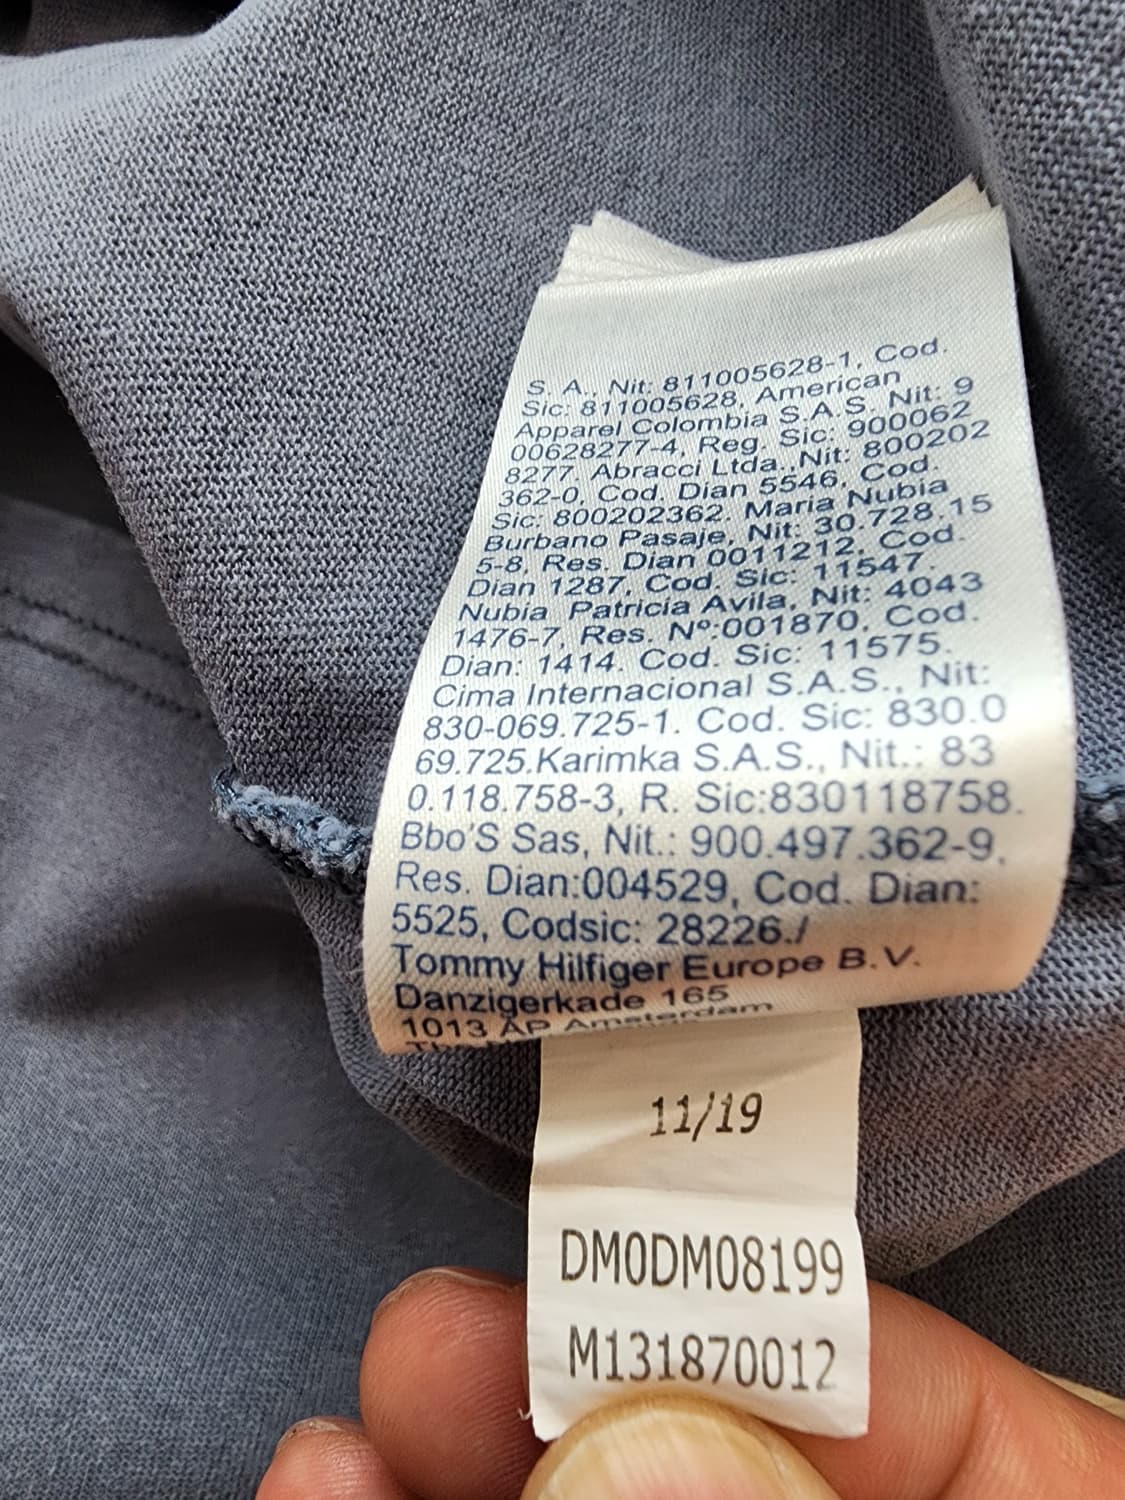 S. A., Nit: 811005628-1, Cod.
Sic: 811005628, American
Apparel Colombia S.A.S. Nit: 9
00628277-4, Reg. Sic: 900062
8277. Abracci Ltda., Nit: 800202
362-0, Cod. Dian 5546, Cod.
Sic: 800202362. Maria Nubia
Burbano Pasaje, Nit: 30.728.15
5-8, Res. Dian 0011212, Cod.
Dian 1287, Cod. Sic: 11547.
Nubia Patricia Avila, Nit: 4043
1476-7, Res. Nº:001870, Cod.
Dian: 1414. Cod. Sic: 11575.
Cima Internacional S.A.S., Nit:
830-069.725-1. Cod. Sic: 830.0
69.725.Karimka S.A.S., Nit.: 83
0.118.758-3, R. Sic:830118758.
Bbo'S Sas, Nit.: 900.497.362-9,
Res. Dian:004529, Cod. Dian:
5525, Codsic: 28226./
Tommy Hilfiger Europe B.V.
Danzigerkade 165
1013 AP Amsterdam
11/19
DM0DM08199
M131870012